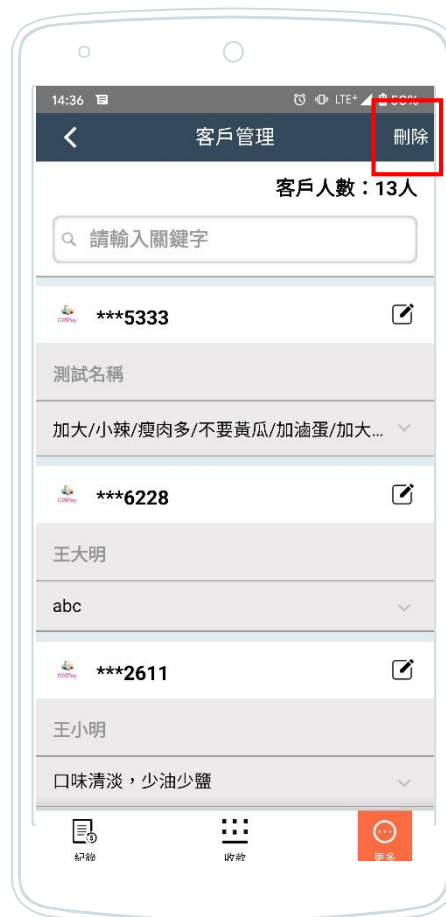 14:36 LTE+ 50%
客戶管理 刪除
客戶人數：13人
請輸入關鍵字
***5333
測試名稱
加大/小辣/瘦肉多/不要黃瓜/加滷蛋/加大...
***6228
王大明
abc
***2611
王小明
口味清淡，少油少鹽
紀錄 收款 更多